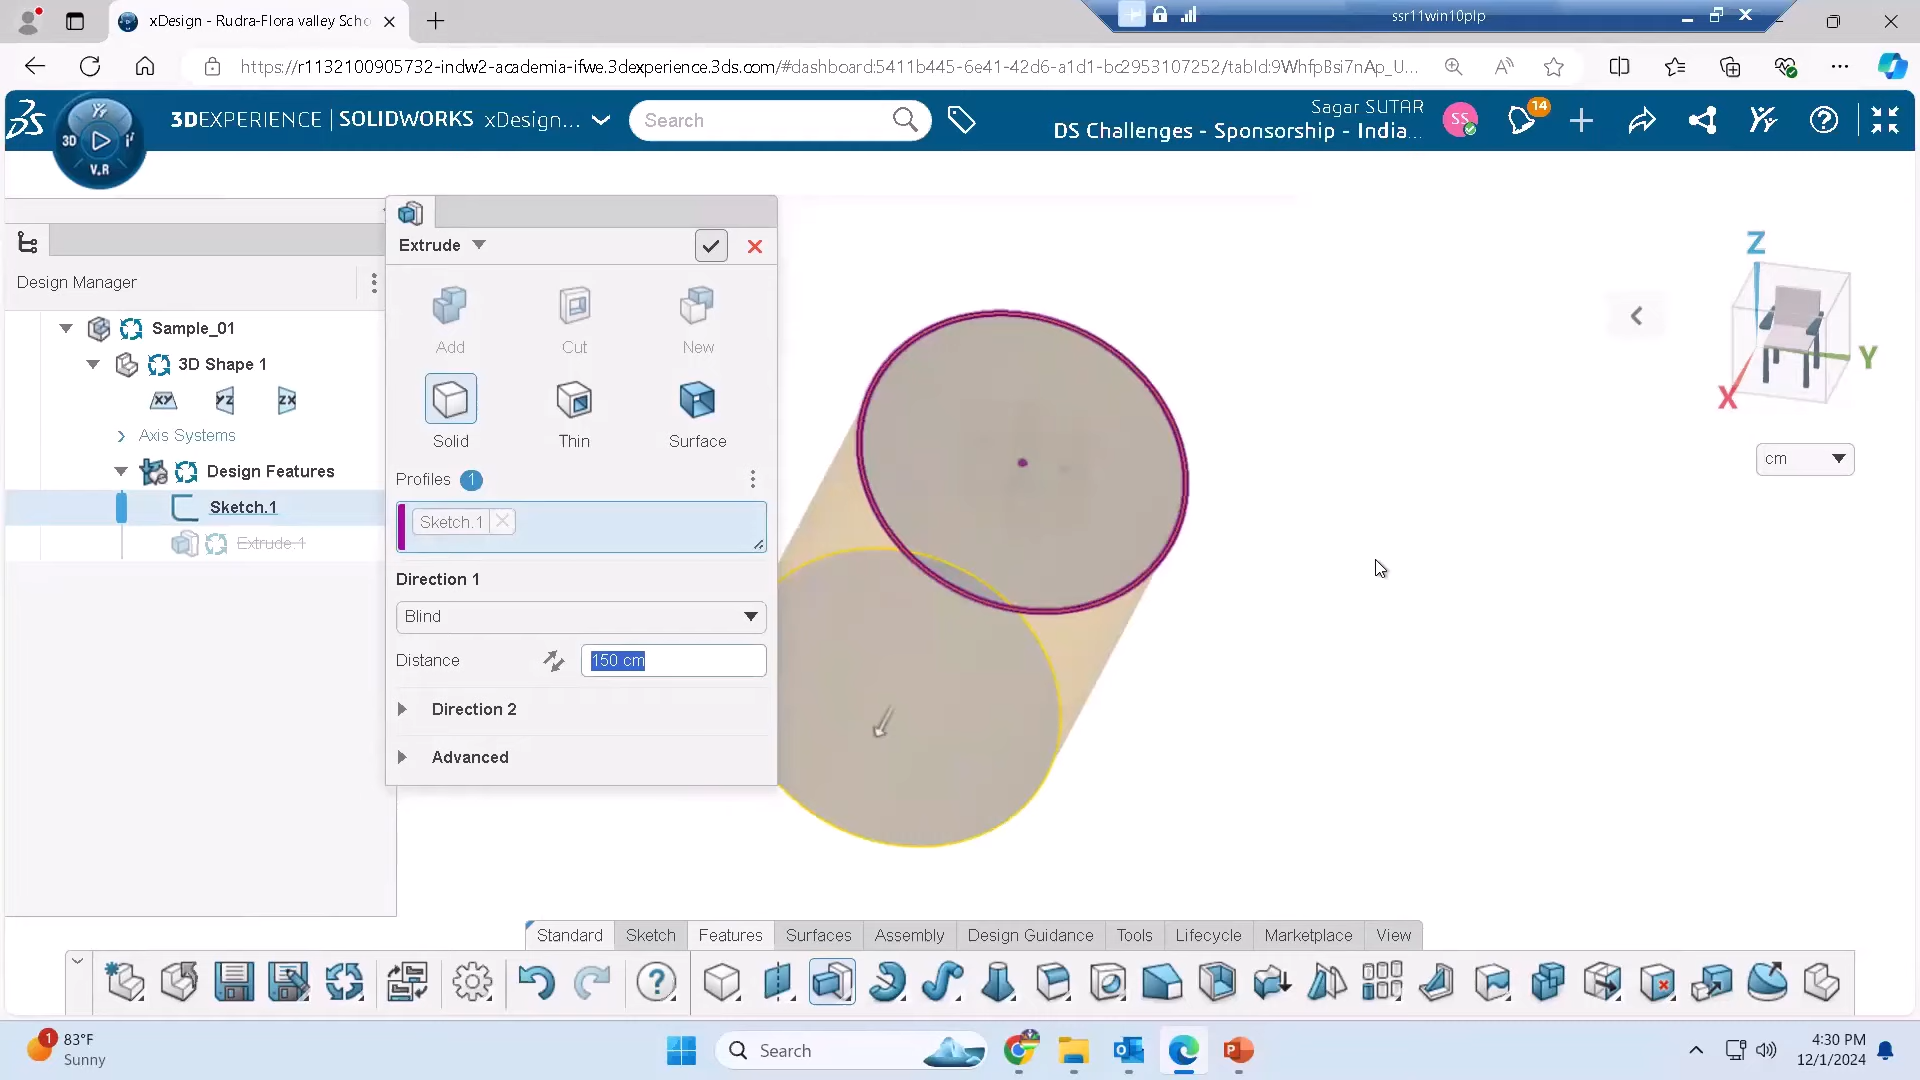 xDesign - Rudra-Flora valley Scho
ssr11win10plp
https://r1132100905732-indw2-academia-ifwe.3dexperience.3ds.com/#dashboard:5411b445-6e41-42d6-a1d1-bc2953107252/tabId:9WhfpBsi7nAp_U...
3DEXPERIENCE | SOLIDWORKS xDesign...
Search
Sagar SUTAR
DS Challenges - Sponsorship - India...
SS
14
3D
V.R
Design Manager
Sample_01
3D Shape 1
XY YZ ZX
Axis Systems
Design Features
Sketch.1
Extrude.1
Extrude
Add Cut New
Solid Thin Surface
Profiles 1
Sketch.1
Direction 1
Blind
Distance 150 cm
Direction 2
Advanced
Z
Y
X
cm
Standard Sketch Features Surfaces Assembly Design Guidance Tools Lifecycle Marketplace View
1
83°F
Sunny
Search
4:30 PM
12/1/2024